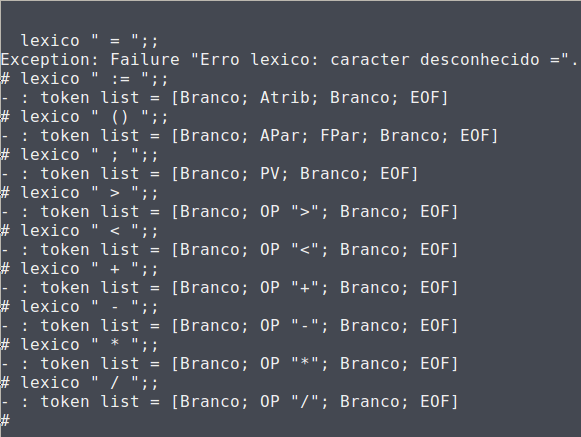 lexico " = ";;
Exception: Failure "Erro lexico: caracter desconhecido =".
# lexico " := ";;
- : token list = [Branco; Atrib; Branco; EOF]
# lexico " () ";;
- : token list = [Branco; APar; FPar; Branco; EOF]
# lexico " ; ";;
- : token list = [Branco; PV; Branco; EOF]
# lexico " > ";;
- : token list = [Branco; OP ">"; Branco; EOF]
# lexico " < ";;
- : token list = [Branco; OP "<"; Branco; EOF]
# lexico " + ";;
- : token list = [Branco; OP "+"; Branco; EOF]
# lexico " - ";;
- : token list = [Branco; OP "-"; Branco; EOF]
# lexico " * ";;
- : token list = [Branco; OP "*"; Branco; EOF]
# lexico " / ";;
- : token list = [Branco; OP "/"; Branco; EOF]
#